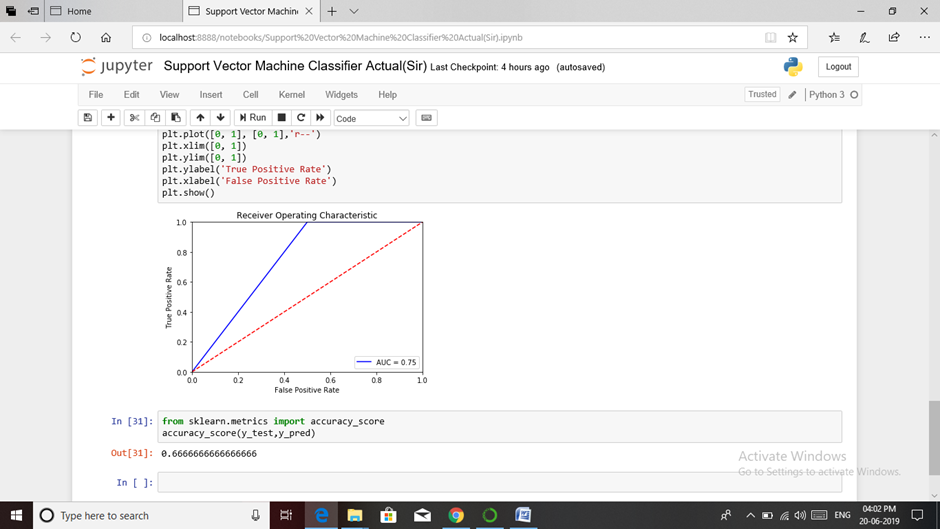 Home
Support Vector Machin
localhost:8888/notebooks/Support%20Vector%20Machine%20Classifier%20Actual(Sir).ipynb
jupyter Support Vector Machine Classifier Actual(Sir) Last Checkpoint: 4 hours ago (autosaved)
Logout
File Edit View Insert Cell Kernel Widgets Help
Trusted Python 3
Run Code
plt.plot([0, 1], [0, 1],'r--')
plt.xlim([0, 1])
plt.ylim([0, 1])
plt.ylabel('True Positive Rate')
plt.xlabel('False Positive Rate')
plt.show()
Receiver Operating Characteristic
1.0
0.8
0.6
0.4
0.2
0.0
True Positive Rate
AUC = 0.75
0.0 0.2 0.4 0.6 0.8 1.0
False Positive Rate
In [31]: from sklearn.metrics import accuracy_score
accuracy_score(y_test,y_pred)
Out[31]: 0.6666666666666666
In [ ]:
Activate Windows
Go to Settings to activate Windows.
Type here to search
ENG
04:02 PM
20-06-2019